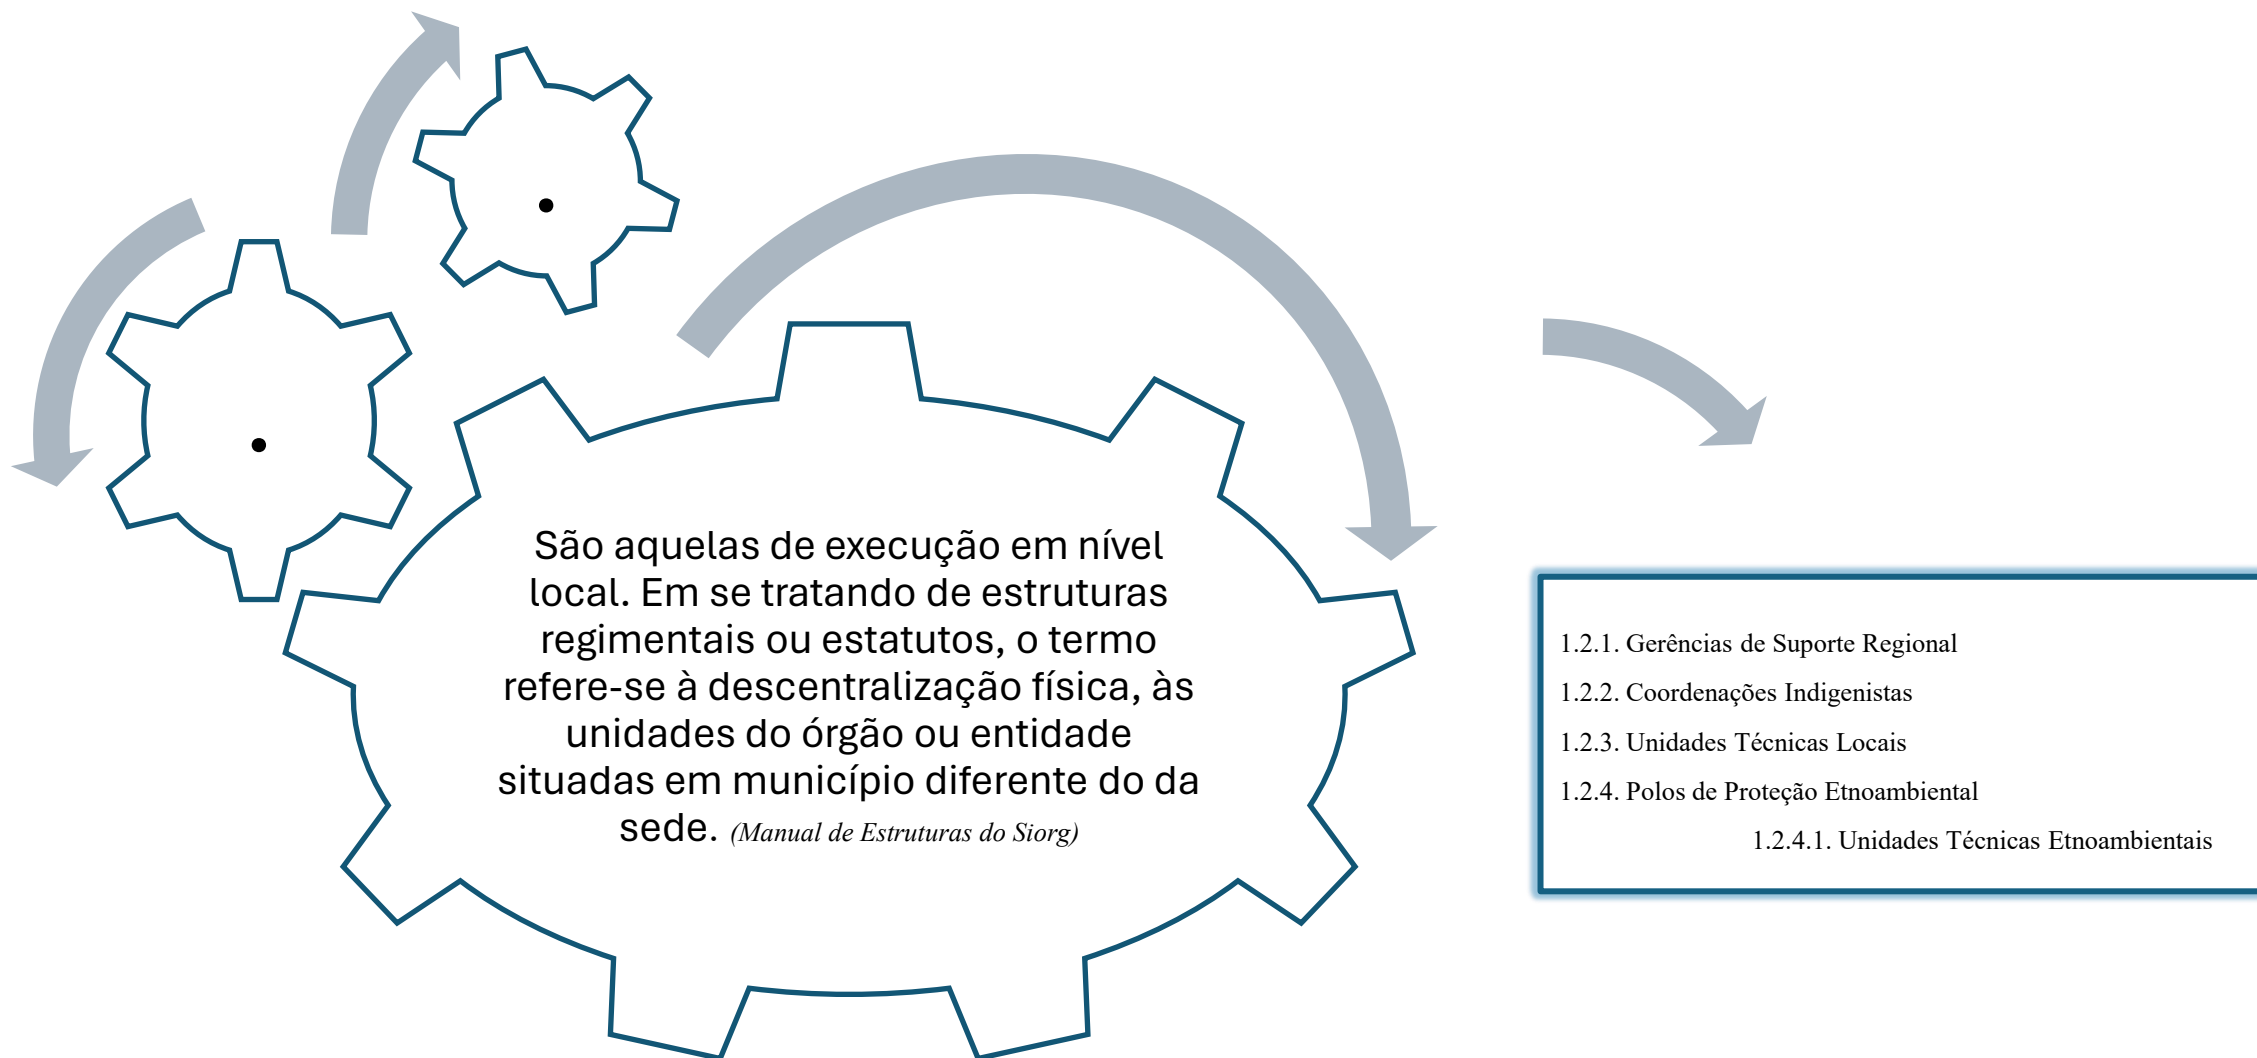 São aquelas de execução em nível
local. Em se tratando de estruturas
regimentais ou estatutos, o termo
refere-se à descentralização física, às
unidades do órgão ou entidade
situadas em município diferente do da
sede. (Manual de Estruturas do Siorg)
1.2.1. Gerências de Suporte Regional
1.2.2. Coordenações Indigenistas
1.2.3. Unidades Técnicas Locais
1.2.4. Polos de Proteção Etnoambiental
1.2.4.1. Unidades Técnicas Etnoambientais